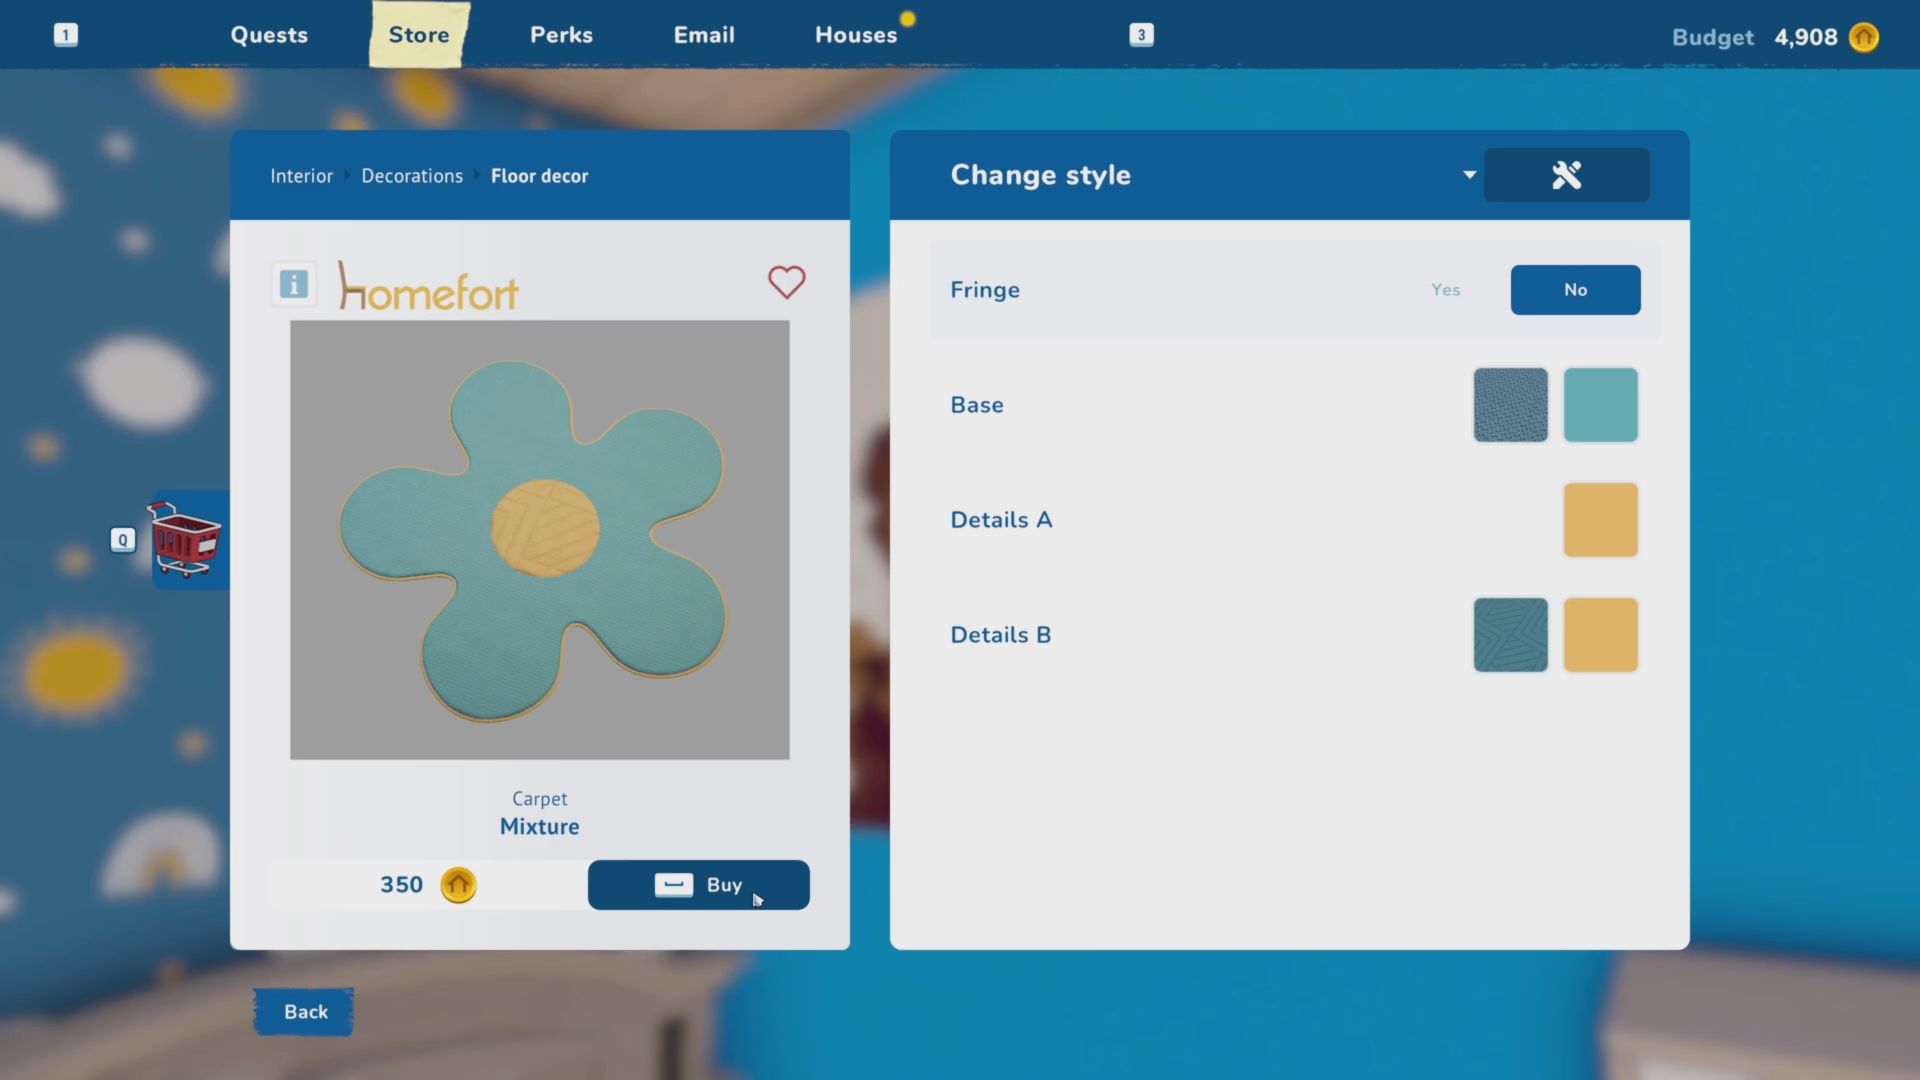 1
Quests
Store
Perks
Email
Houses
3
Budget 4,908
Interior
Decorations
Floor decor
Change style
i
homefort
Fringe
Yes
No
Base
Details A
Q
Details B
Carpet
Mixture
350
Buy
Back